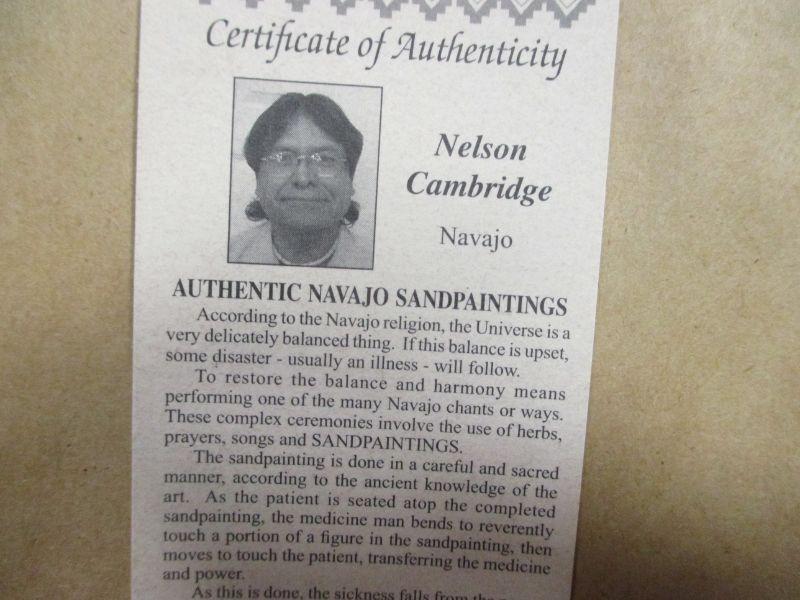 Certificate of Authenticity
Nelson
Cambridge
Navajo
AUTHENTIC NAVAJO SANDPAINTINGS
According to the Navajo religion, the Universe is a
very delicately balanced thing. If this balance is upset,
some disaster - usually an illness - will follow.
To restore the balance and harmony means
performing one of the many Navajo chants or ways.
These complex ceremonies involve the use of herbs,
prayers, songs and SANDPAINTINGS.
The sandpainting is done in a careful and sacred
manner, according to the ancient knowledge of the
art. As the patient is seated atop the completed
sandpainting, the medicine man bends to reverently
touch a portion of a figure in the sandpainting, then
moves to touch the patient, transferring the medicine
and power.
As this is done, the sickness falls from the